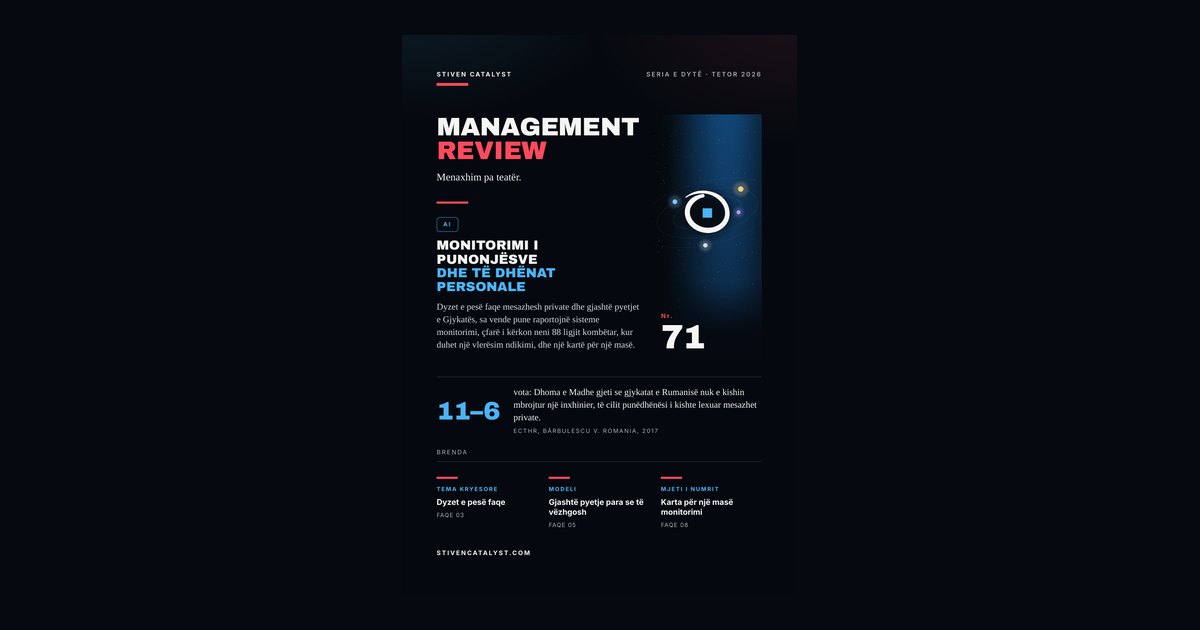 STIVEN CATALYST
SERIA E DYTË · TETOR 2026
MANAGEMENT
REVIEW
Menaxhim pa teatër.
AI
MONITORIMI I
PUNONJËSVE
DHE TË DHËNAT
PERSONALE
Dyzet e pesë faqe mesazhesh private dhe gjashtë pyetjet
e Gjykatës, sa vende pune raportojnë sisteme
monitorimi, çfarë i kërkon neni 88 ligjit kombëtar, kur
duhet një vlerësim ndikimi, dhe një kartë për një masë.
Nr.
71
11–6
vota: Dhoma e Madhe gjeti se gjykatat e Rumanisë nuk e kishin
mbrojtur një inxhinier, të cilit punëdhënësi i kishte lexuar mesazhet
private.
ECTHR, BĂRBULESCU V. ROMANIA, 2017
BRENDA
TEMA KRYESORE
Dyzet e pesë faqe
FAQE 03
MODELI
Gjashtë pyetje para se të
vëzhgosh
FAQE 05
MJETI I NUMRIT
Karta për një masë
monitorimi
FAQE 08
STIVENCATALYST.COM